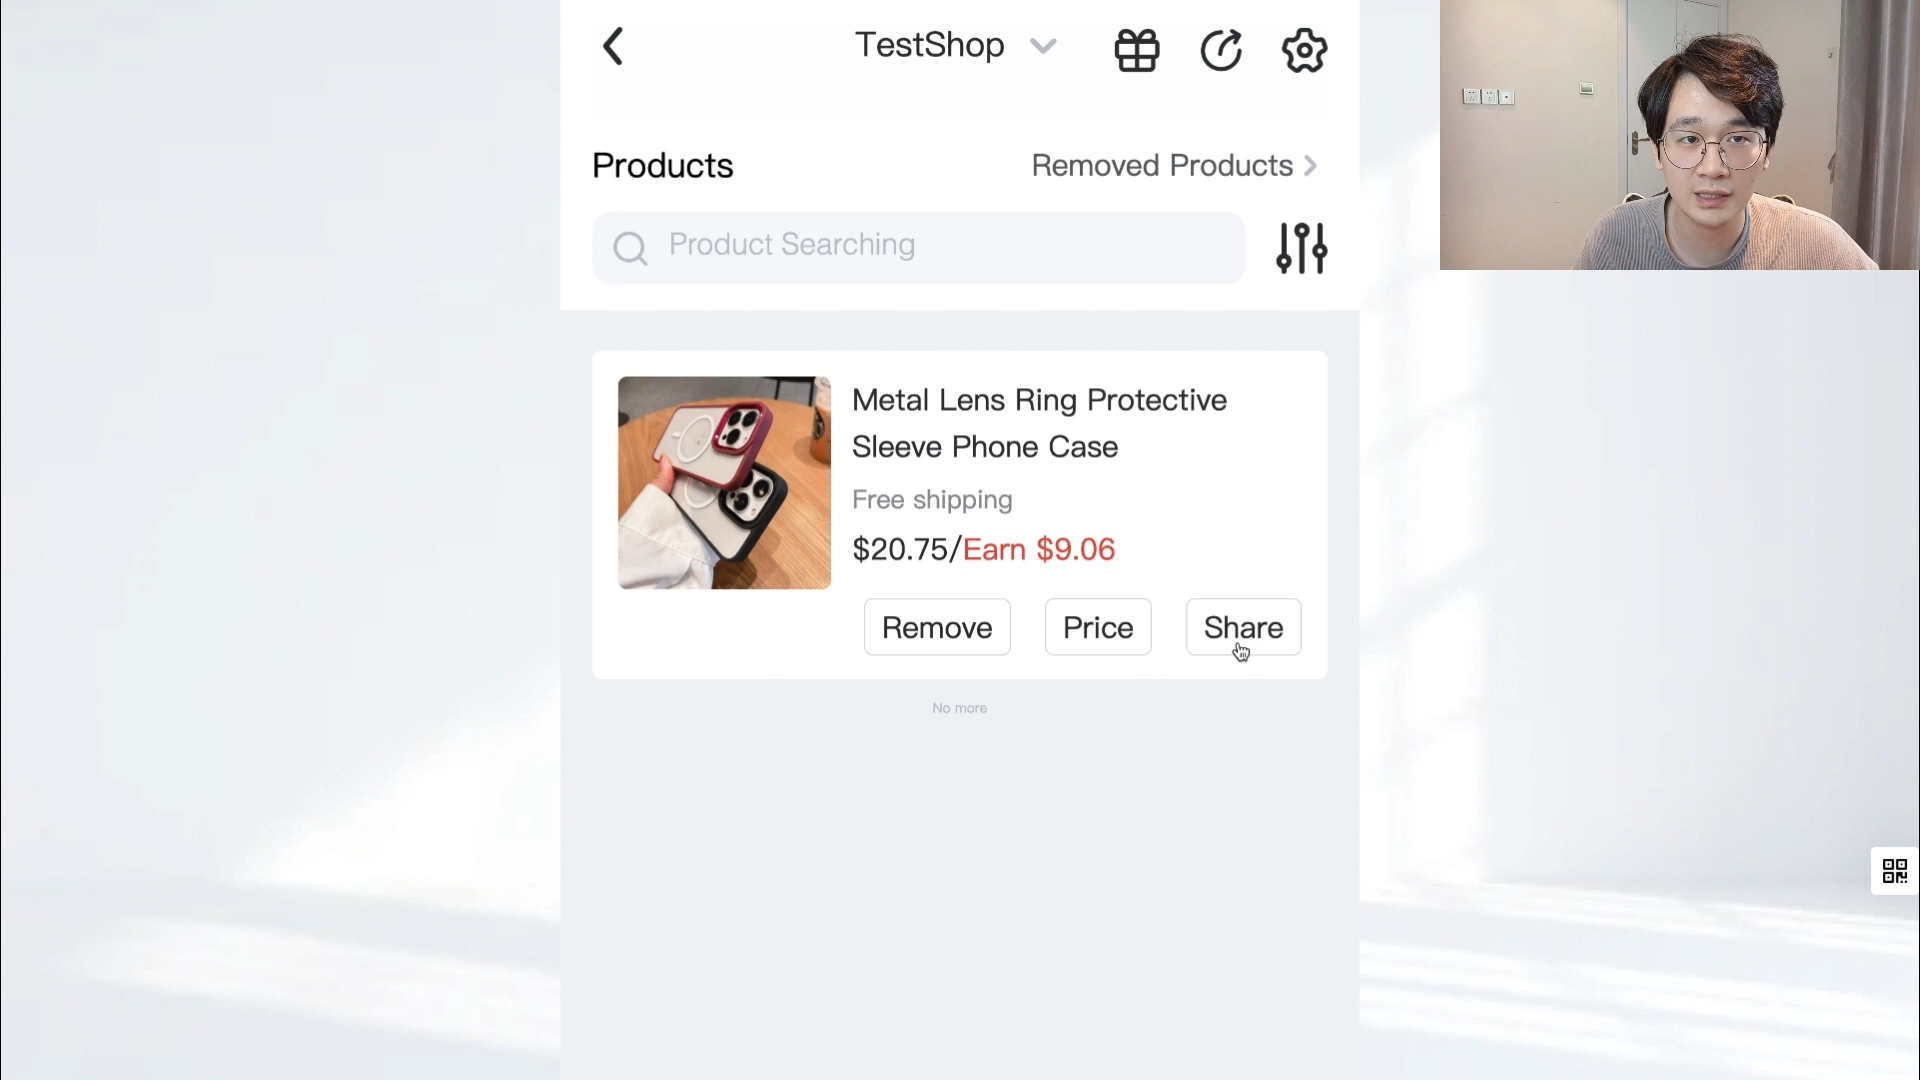 TestShop
Products
Removed Products
Product Searching
Metal Lens Ring Protective
Sleeve Phone Case
Free shipping
$20.75/Earn $9.06
Remove
Price
Share
No more